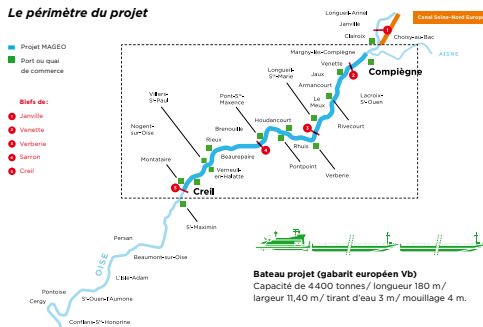 Le périmètre du projet
Projet MAGEO
Port ou quai
de commerce
Biefs de :
1 Janville
2 Venette
3 Verberie
4 Sarron
5 Creil
Longueil-Annel
Janville
Clairoix
Canal Seine-Nord Europe
1
Choisy-au-Bac
Margny-lès-Compiègne
AISNE
Venette
Compiègne
2
Jaux
Armancourt
Longueil-
Sᵗᵉ-Marie
Le
Meux
Lacroix-
Sᵗ-Ouen
Rivecourt
3
Villers-
Sᵗ-Paul
Pont-Sᵗᵉ-
Maxence
Houdancourt
Nogent-
sur-Oise
Brenouille
Rieux
4
Rhuis
Beaurepaire
Pontpoint
Verberie
Montataire
Verneuil-
en-Halatte
5
Creil
Sᵗ-Maximin
OISE
Persan
Beaumont-sur-Oise
L'Isle-Adam
Pontoise
Cergy
Sᵗ-Ouen-l'Aumone
Conflans-Sᵗᵉ-Honorine
Bateau projet (gabarit européen Vb)
Capacité de 4400 tonnes / longueur 180 m /
largeur 11,40 m / tirant d'eau 3 m / mouillage 4 m.